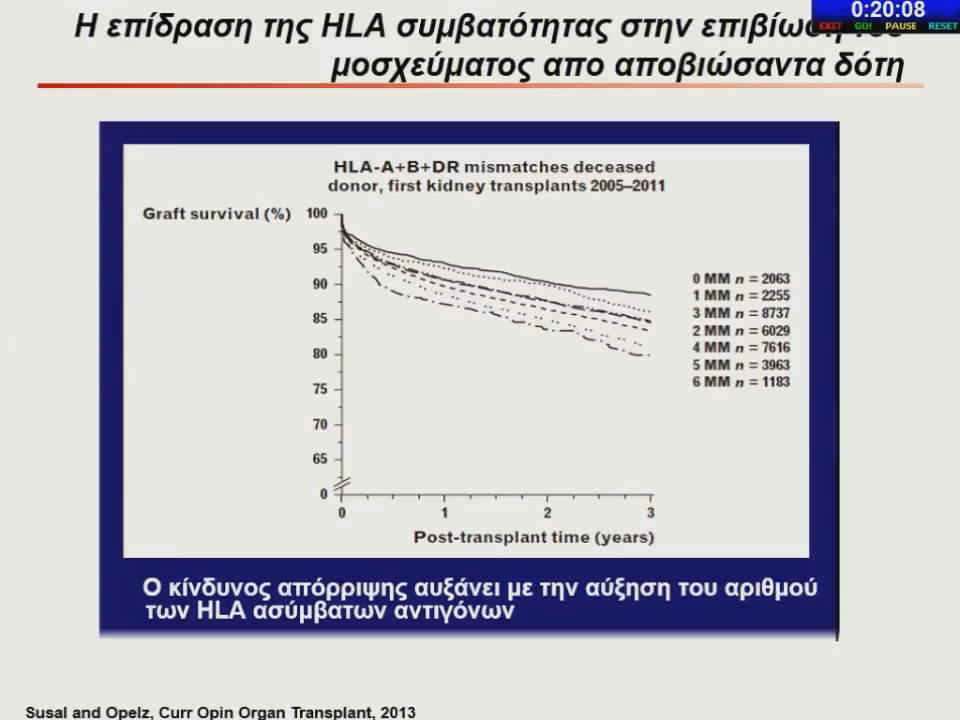 0:20:08
EXIT GO! PAUSE RESET
Η επίδραση της HLA συμβατότητας στην
μοσχεύματος απο αποβιώσαντα δότη
HLA-A+B+DR mismatches deceased
donor, first kidney transplants 2005–2011
Graft survival (%)
100
95
90
85
80
75
70
65
0
0 1 2 3
Post-transplant time (years)
0 MM n = 2063
1 MM n = 2255
3 MM n = 8737
2 MM n = 6029
4 MM n = 7616
5 MM n = 3963
6 MM n = 1183
Ο κίνδυνος απόρριψης αυξάνει με την αύξηση του αριθμού
των HLA ασύμβατων αντιγόνων
Susal and Opelz, Curr Opin Organ Transplant, 2013